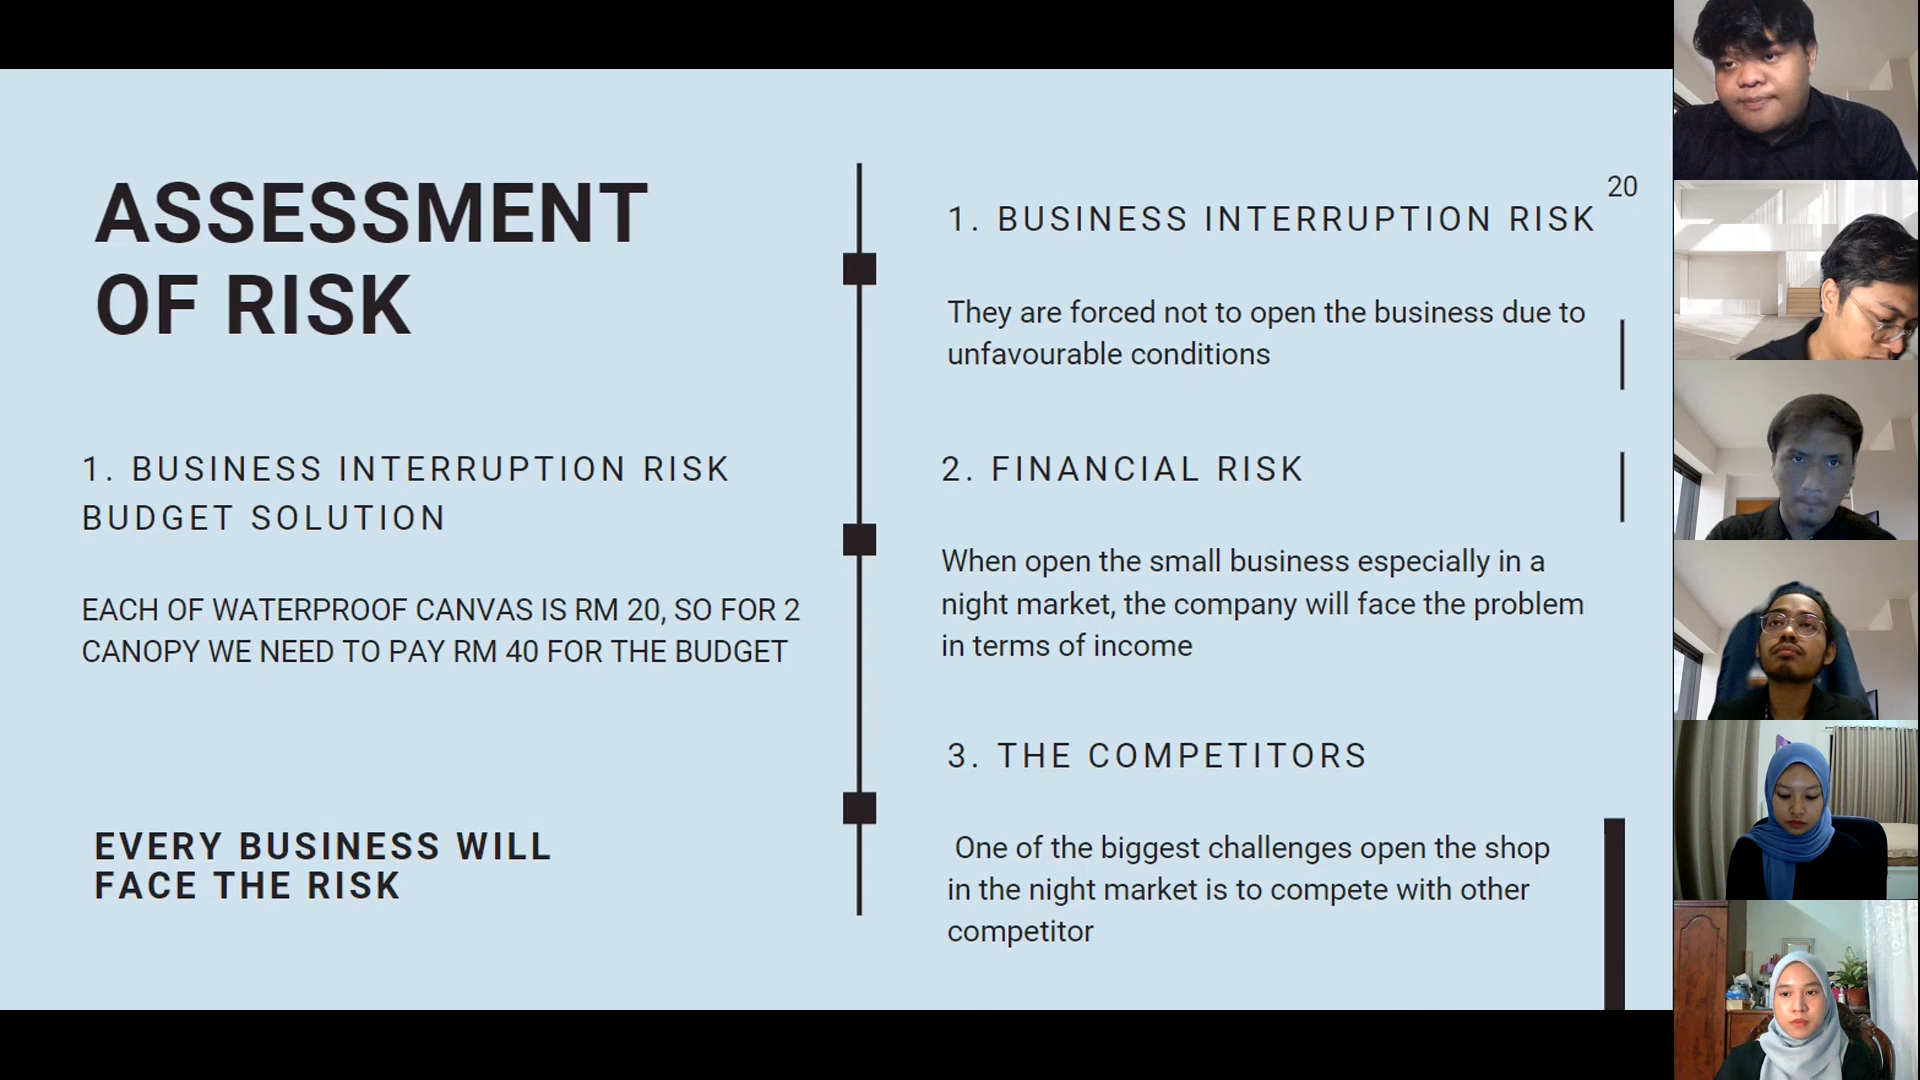 ASSESSMENT
OF RISK
1. BUSINESS INTERRUPTION RISK
BUDGET SOLUTION
EACH OF WATERPROOF CANVAS IS RM 20, SO FOR 2
CANOPY WE NEED TO PAY RM 40 FOR THE BUDGET
EVERY BUSINESS WILL
FACE THE RISK
20
1. BUSINESS INTERRUPTION RISK
They are forced not to open the business due to
unfavourable conditions
2. FINANCIAL RISK
When open the small business especially in a
night market, the company will face the problem
in terms of income
3. THE COMPETITORS
One of the biggest challenges open the shop
in the night market is to compete with other
competitor